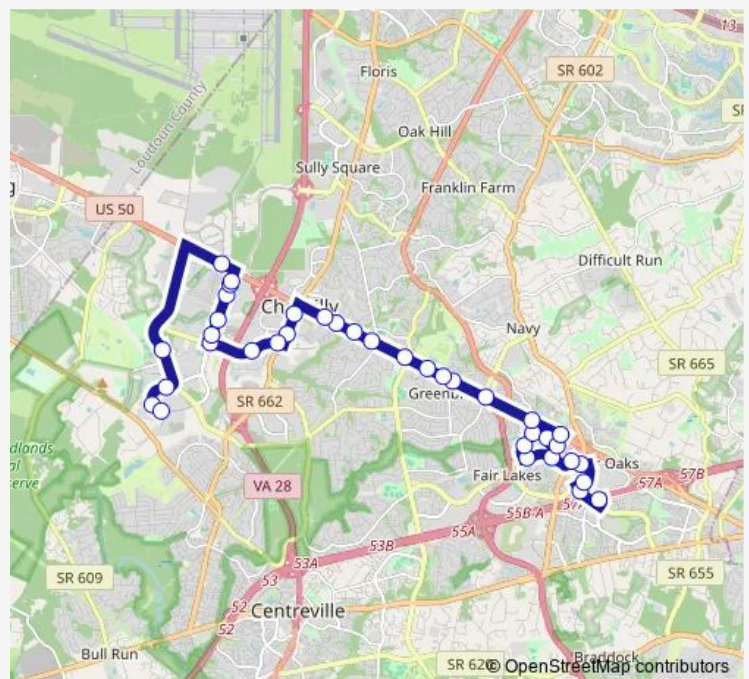 13
Floris
SR 602
Loudoun County
Oak Hill
Sully Square
Franklin Farm
US 50
Difficult Run
Navy
SR 665
SR 662
Oaks
Fair Lakes
57A
57B
VA 28
55B-A
55A
53B
53A
SR 609
53
SR 655
52
Centreville
52
Bull Run
Braddock
© OpenStreetMap contributors